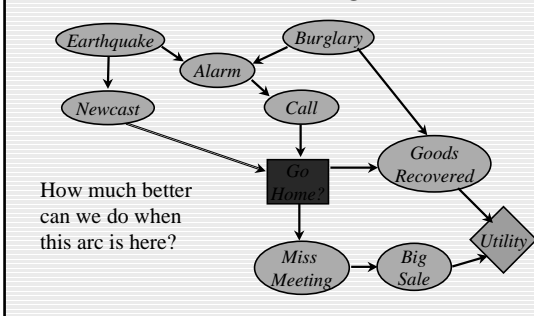 Earthquake
Burglary
Alarm
Newcast
Call
Go
Home?
Goods
Recovered
How much better
can we do when
this arc is here?
Utility
Miss
Meeting
Big
Sale